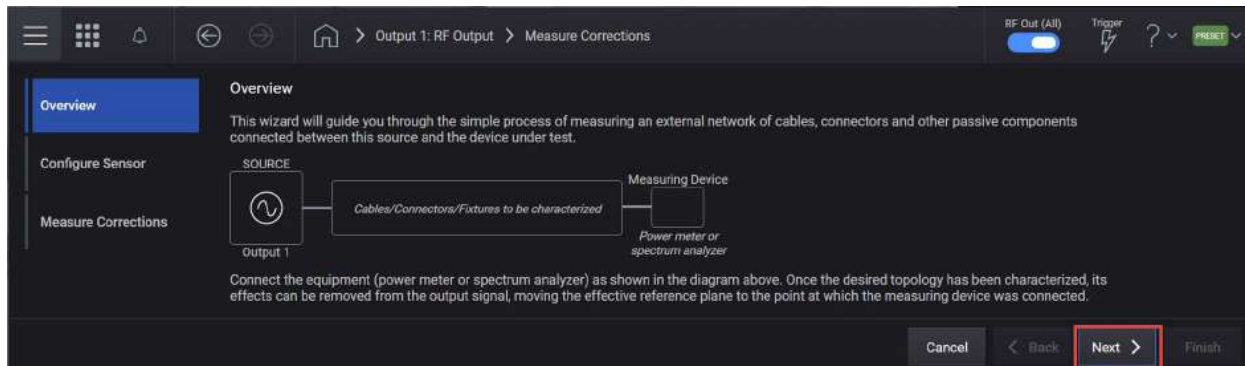 Output 1: RF Output > Measure Corrections
RF Out (All)
Trigger
PRESET
Overview
Configure Sensor
Measure Corrections
Overview
This wizard will guide you through the simple process of measuring an external network of cables, connectors and other passive components
connected between this source and the device under test.
SOURCE
Output 1
Cables/Connectors/Fixtures to be characterized
Measuring Device
Power meter or
spectrum analyzer
Connect the equipment (power meter or spectrum analyzer) as shown in the diagram above. Once the desired topology has been characterized, its
effects can be removed from the output signal, moving the effective reference plane to the point at which the measuring device was connected.
Cancel
< Back
Next >
Finish